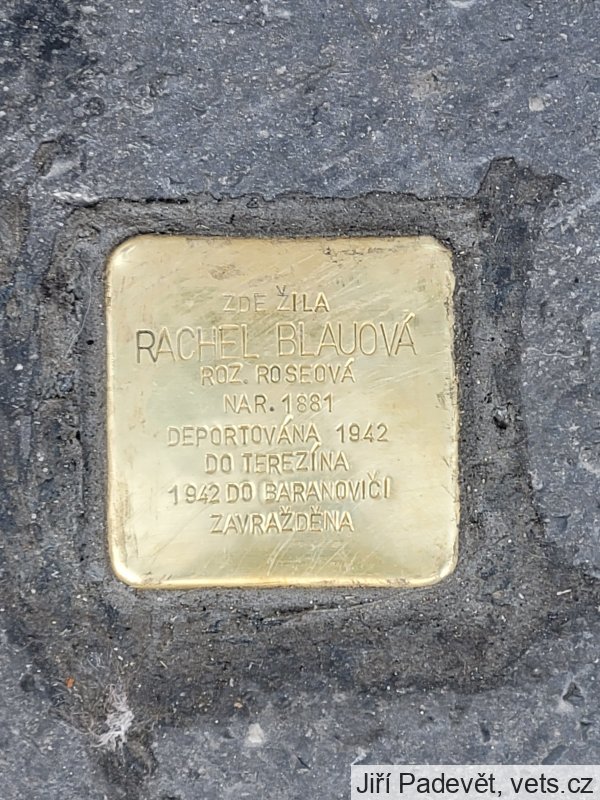 ZDE ŽILA
RACHEL BLAUOVÁ
ROZ. ROSEOVÁ
NAR. 1881
DEPORTOVÁNA 1942
DO TEREZÍNA
1942 DO BARANOVIČÍ
ZAVRAŽDĚNA
Jiří Padevět, vets.cz